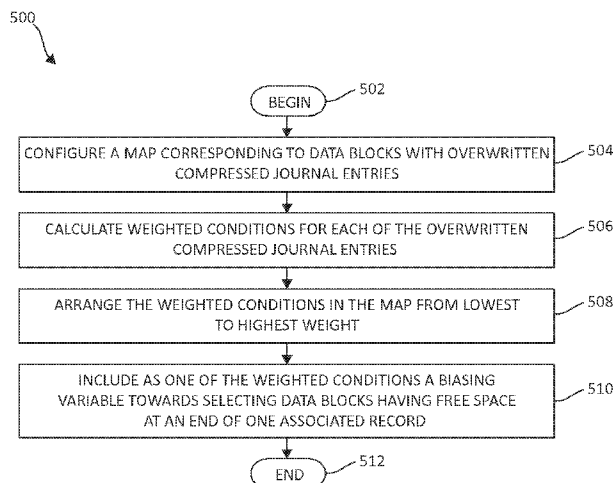 500
BEGIN
502
CONFIGURE A MAP CORRESPONDING TO DATA BLOCKS WITH OVERWRITTEN
COMPRESSED JOURNAL ENTRIES
504
CALCULATE WEIGHTED CONDITIONS FOR EACH OF THE OVERWRITTEN
COMPRESSED JOURNAL ENTRIES
506
ARRANGE THE WEIGHTED CONDITIONS IN THE MAP FROM LOWEST
TO HIGHEST WEIGHT
508
INCLUDE AS ONE OF THE WEIGHTED CONDITIONS A BIASING
VARIABLE TOWARDS SELECTING DATA BLOCKS HAVING FREE SPACE
AT AN END OF ONE ASSOCIATED RECORD
510
END
512